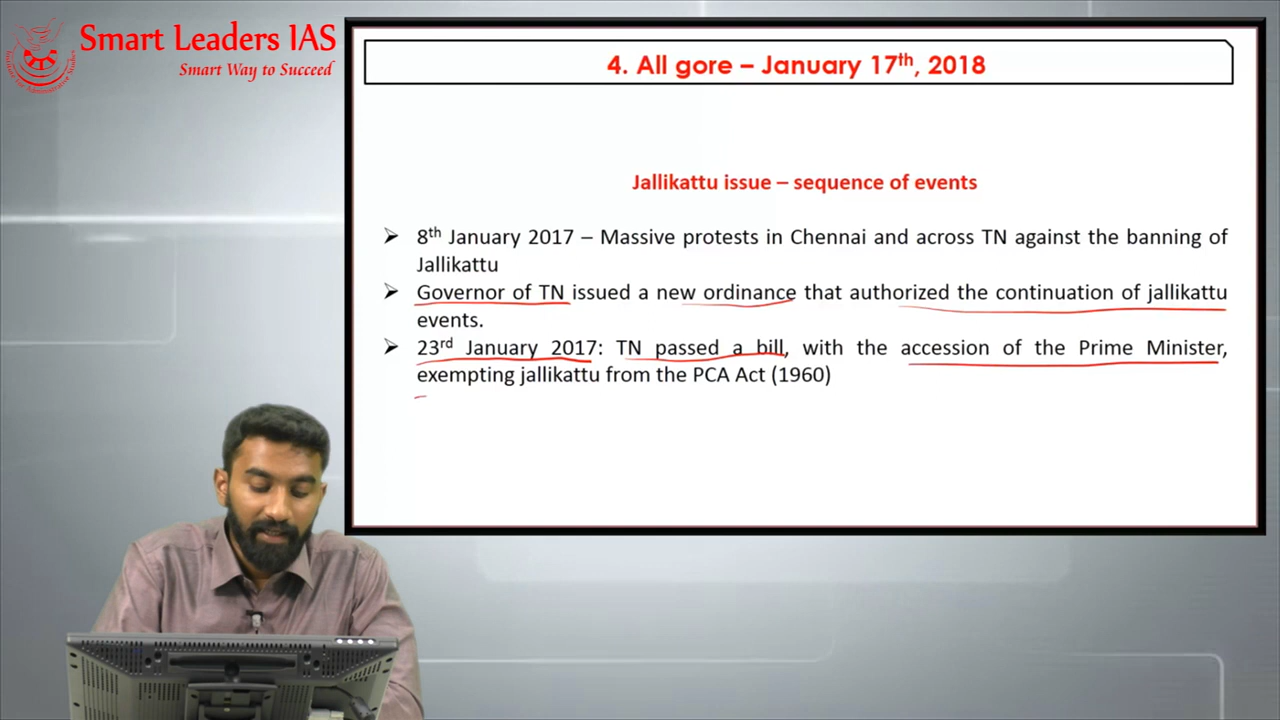 Smart Leaders IAS
Smart Way to Succeed
4. All gore – January 17th, 2018
Jallikattu issue – sequence of events
➢ 8th January 2017 – Massive protests in Chennai and across TN against the banning of
Jallikattu
➢ Governor of TN issued a new ordinance that authorized the continuation of jallikattu
events.
➢ 23rd January 2017: TN passed a bill, with the accession of the Prime Minister,
exempting jallikattu from the PCA Act (1960)